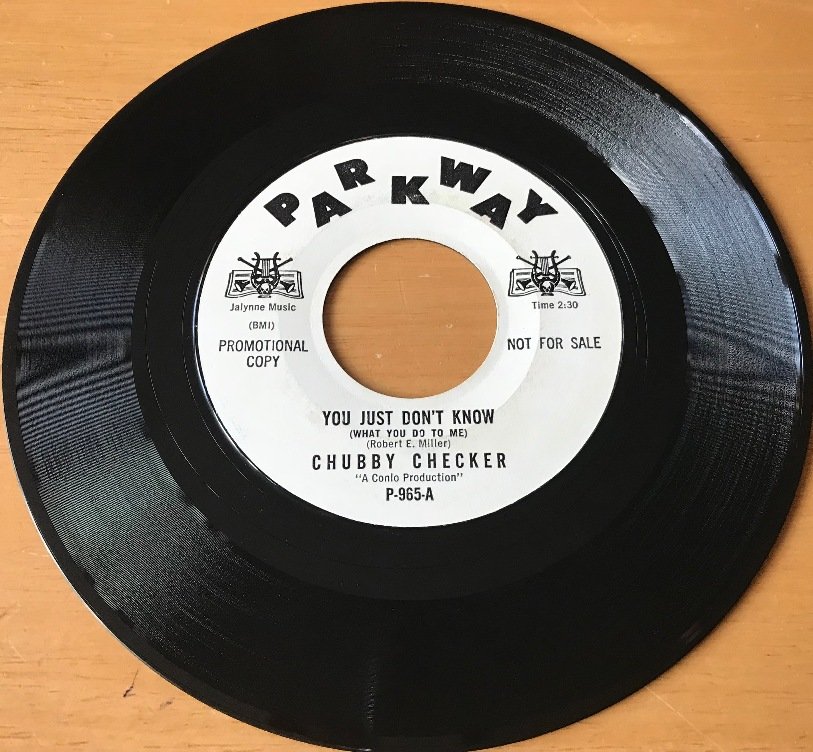 PARKWAY
Jalynne Music
(BMI)
PROMOTIONAL
COPY
Time 2:30
NOT FOR SALE
YOU JUST DON'T KNOW
(WHAT YOU DO TO ME)
(Robert E. Miller)
CHUBBY CHECKER
"A Conlo Production"
P-965-A